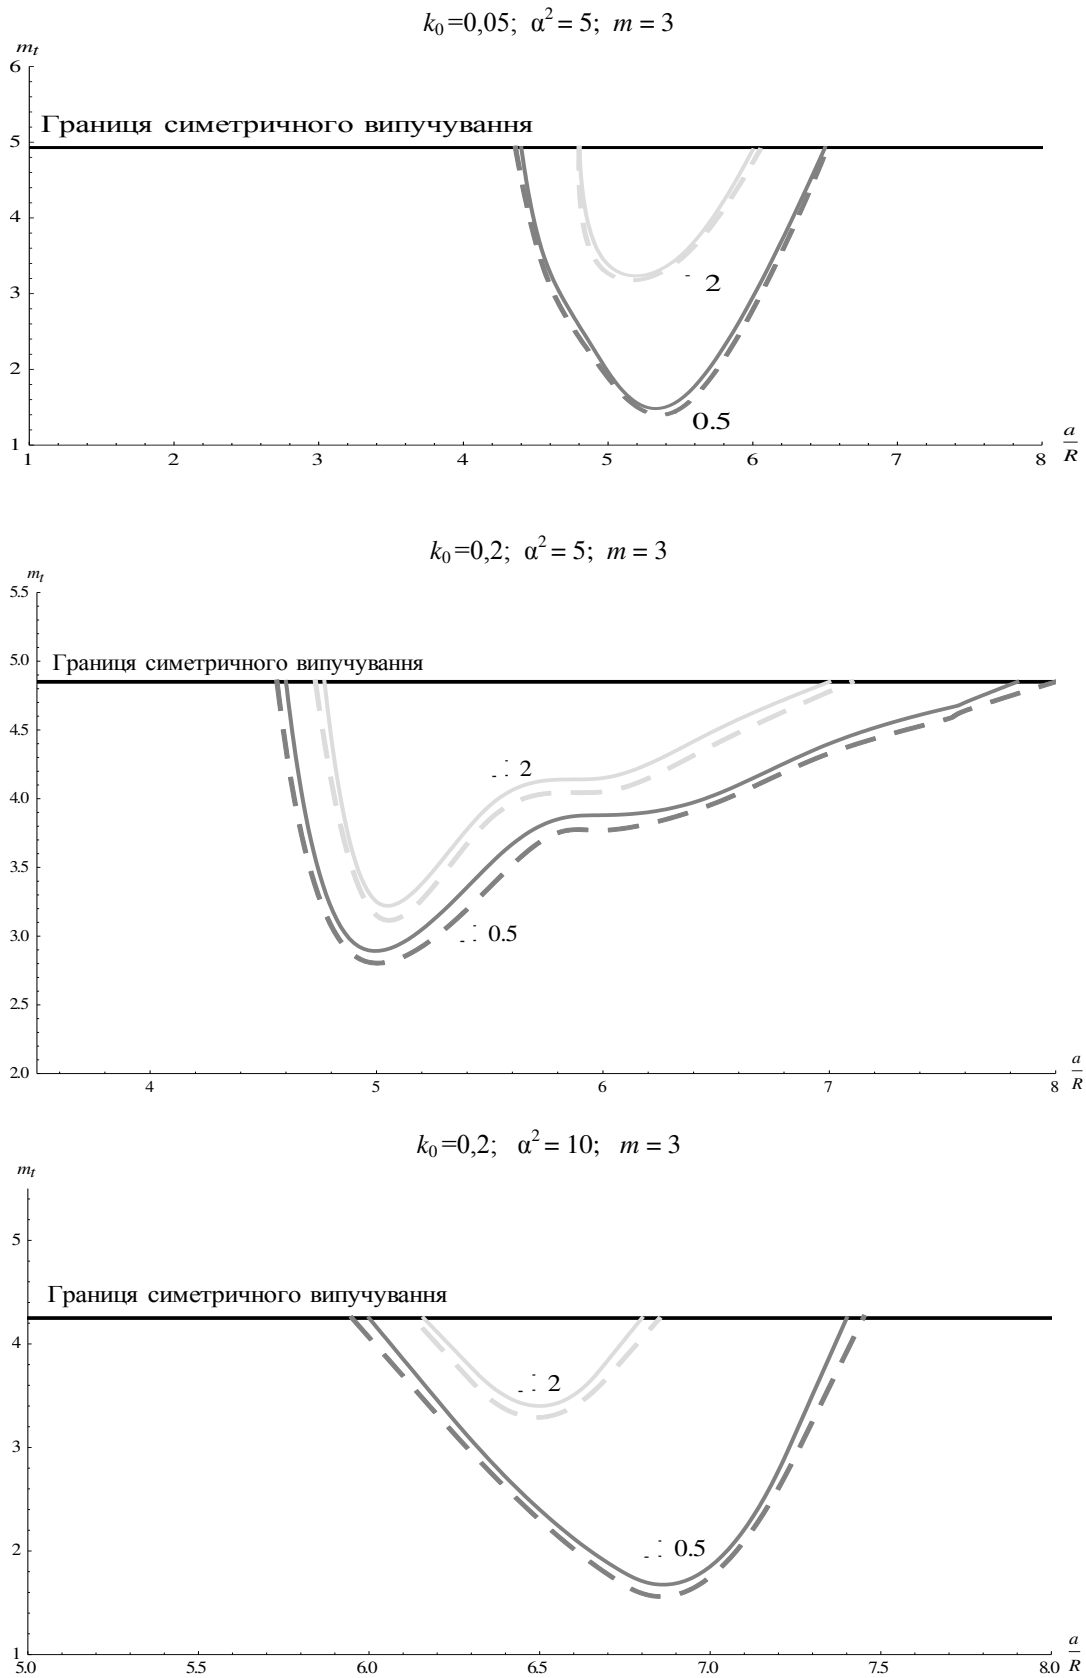 k₀=0,05; α² = 5; m = 3
mₜ
6
Границя симетричного випучування
5
4
3
2
2
0.5
1
1 2 3 4 5 6 7 8
a/R
k₀=0,2; α² = 5; m = 3
mₜ
5.5
5.0
Границя симетричного випучування
4.5
2
4.0
3.5
3.0
0.5
2.5
2.0
4 5 6 7 8
a/R
k₀=0,2; α² = 10; m = 3
mₜ
5
Границя симетричного випучування
4
2
3
2
0.5
1
5.0 5.5 6.0 6.5 7.0 7.5 8.0
a/R